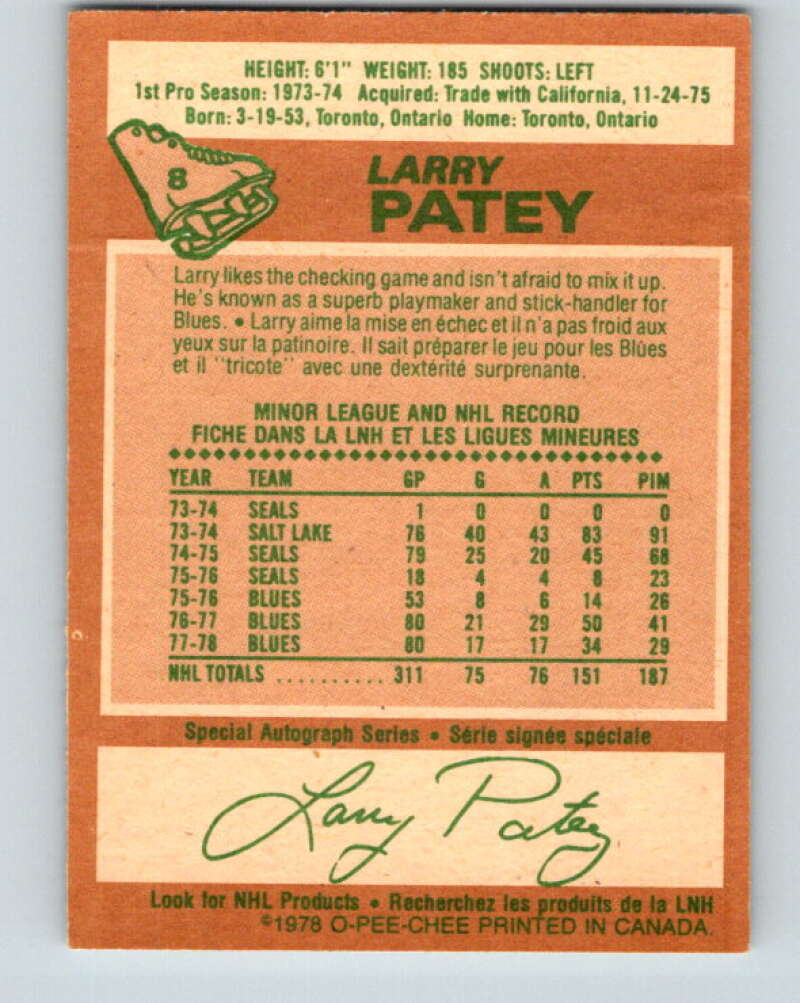 HEIGHT: 6'1" WEIGHT: 185 SHOOTS: LEFT
1st Pro Season: 1973-74 Acquired: Trade with California, 11-24-75
Born: 3-19-53, Toronto, Ontario Home: Toronto, Ontario
8
LARRY
PATEY
Larry likes the checking game and isn't afraid to mix it up.
He's known as a superb playmaker and stick-handler for
Blues. • Larry aime la mise en échec et il n'a pas froid aux
yeux sur la patinoire. Il sait préparer le jeu pour les Blues
et il "tricote" avec une dextérité surprenante.
MINOR LEAGUE AND NHL RECORD
FICHE DANS LA LNH ET LES LIGUES MINEURES
YEAR TEAM GP G A PTS PIM
73-74 SEALS 1 0 0 0 0
73-74 SALT LAKE 76 40 43 83 91
74-75 SEALS 79 25 20 45 68
75-76 SEALS 18 4 4 8 23
75-76 BLUES 53 8 6 14 26
76-77 BLUES 80 21 29 50 41
77-78 BLUES 80 17 17 34 29
NHL TOTALS .......... 311 75 76 151 187
Special Autograph Series • Série signée spéciale
Larry Patey
Look for NHL Products • Recherchez les produits de la LNH
©1978 O-PEE-CHEE PRINTED IN CANADA.